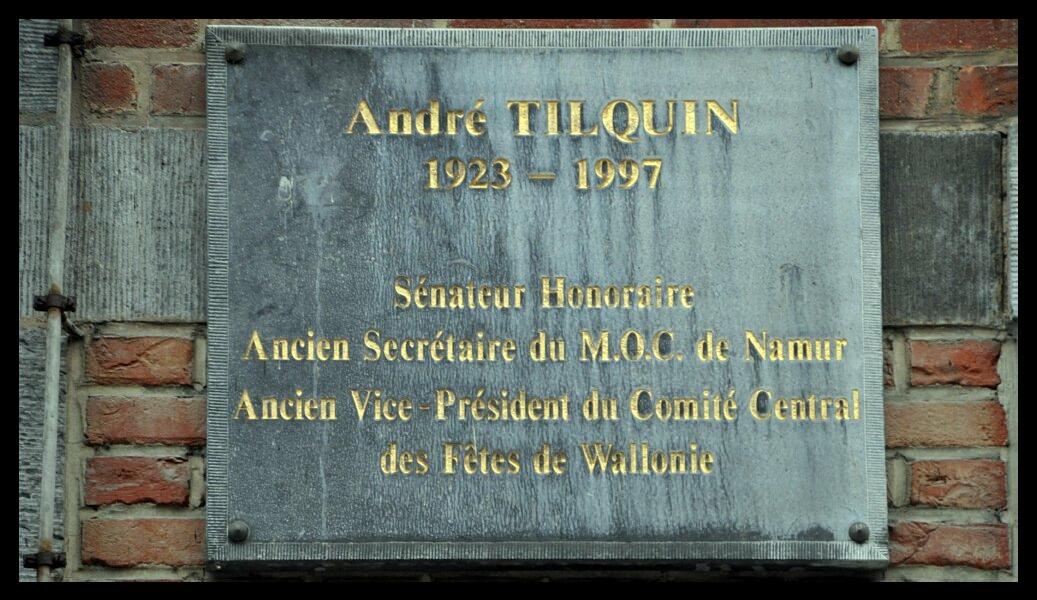 André TILQUIN
1923 – 1997
Sénateur Honoraire
Ancien Secrétaire du M.O.C. de Namur
Ancien Vice-Président du Comité Central
des Fêtes de Wallonie